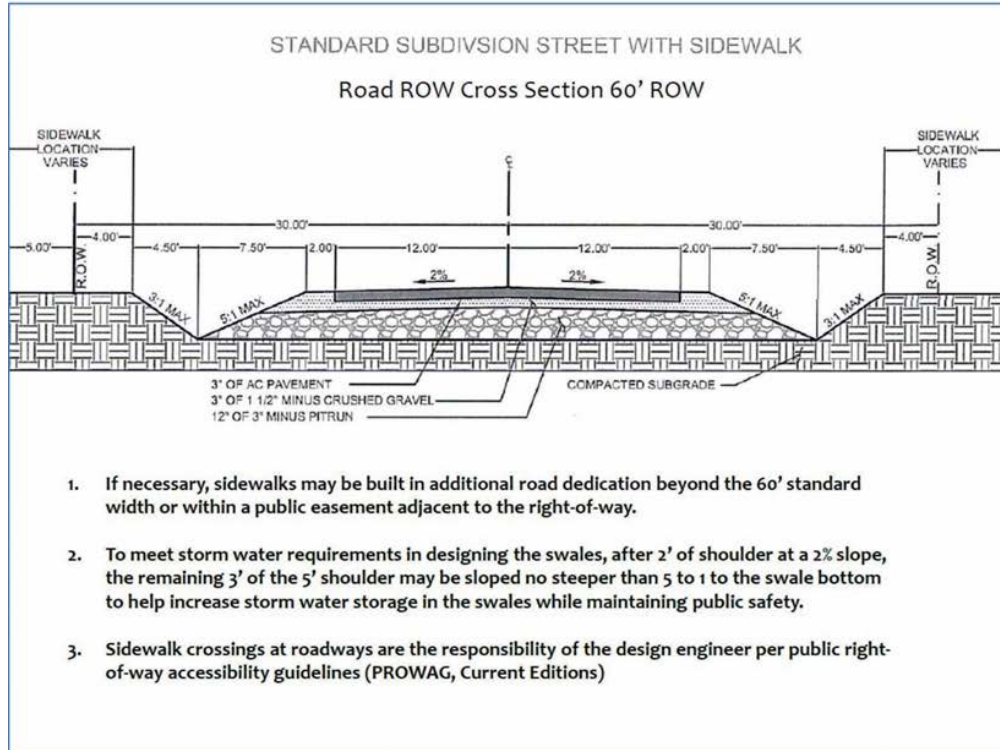 STANDARD SUBDIVSION STREET WITH SIDEWALK
Road ROW Cross Section 60' ROW
SIDEWALK
LOCATION
VARIES
SIDEWALK
LOCATION
VARIES
℄
30.00'
30.00'
5.00'
4.00'
4.50'
7.50'
2.00'
12.00'
12.00'
2.00'
7.50'
4.50'
4.00'
R.O.W.
R.O.W.
2%
2%
3:1 MAX
5:1 MAX
5:1 MAX
3:1 MAX
3" OF AC PAVEMENT
3" OF 1 1/2" MINUS CRUSHED GRAVEL
12" OF 3" MINUS PITRUN
COMPACTED SUBGRADE
1. If necessary, sidewalks may be built in additional road dedication beyond the 60' standard
width or within a public easement adjacent to the right-of-way.
2. To meet storm water requirements in designing the swales, after 2' of shoulder at a 2% slope,
the remaining 3' of the 5' shoulder may be sloped no steeper than 5 to 1 to the swale bottom
to help increase storm water storage in the swales while maintaining public safety.
3. Sidewalk crossings at roadways are the responsibility of the design engineer per public right-
of-way accessibility guidelines (PROWAG, Current Editions)